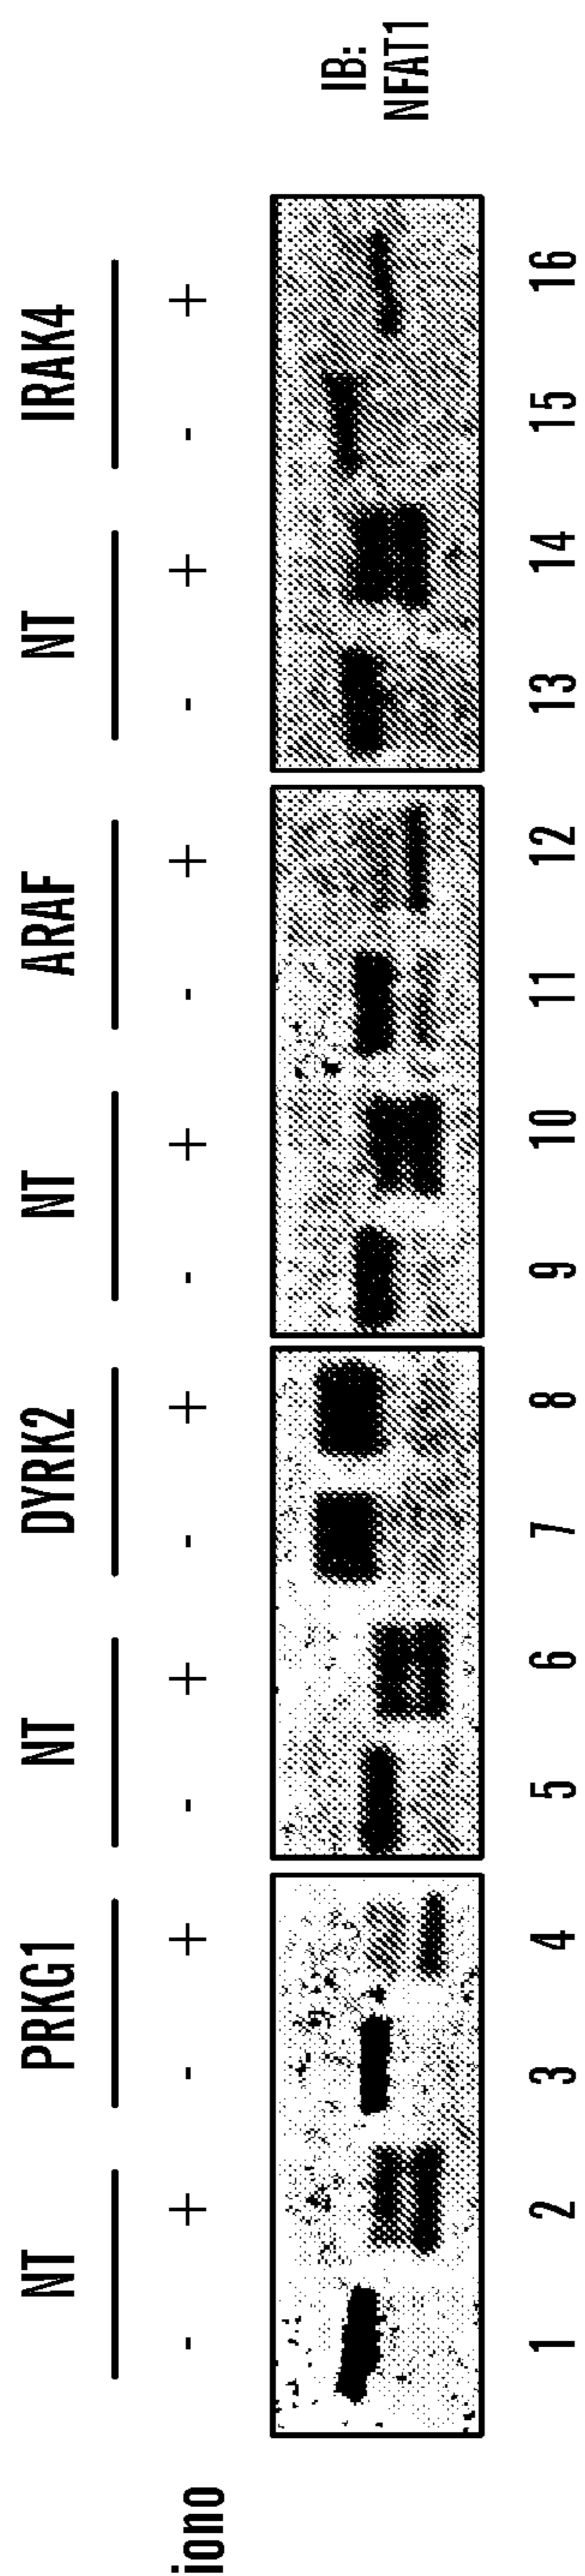 NT PRKG1 NT DYRK2 NT ARAF NT IRAK4
iono - + - + - + - + - + - + - + - +
IB:
NFAT1
1 2 3 4 5 6 7 8 9 10 11 12 13 14 15 16